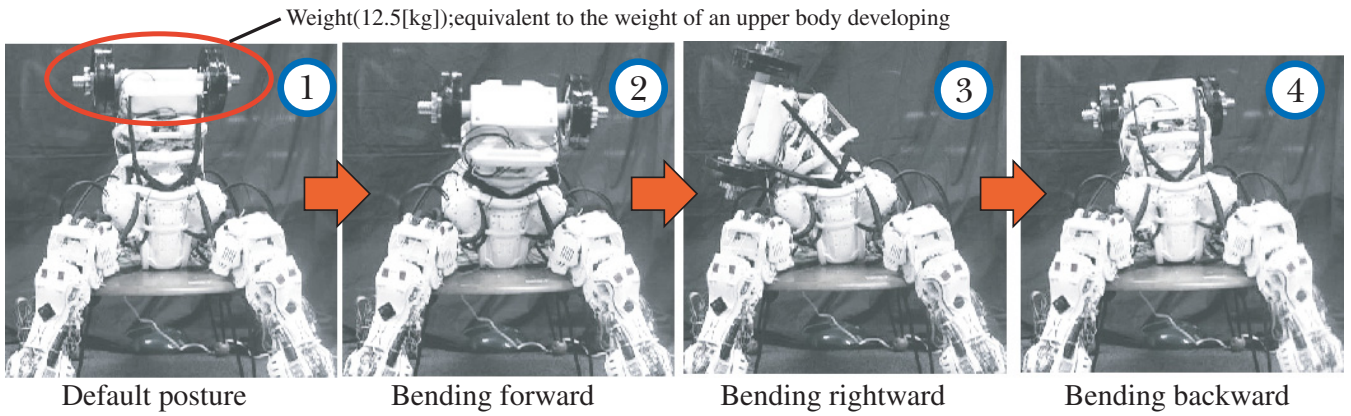 Weight(12.5[kg]);equivalent to the weight of an upper body developing
1
2
3
4
Default posture
Bending forward
Bending rightward
Bending backward